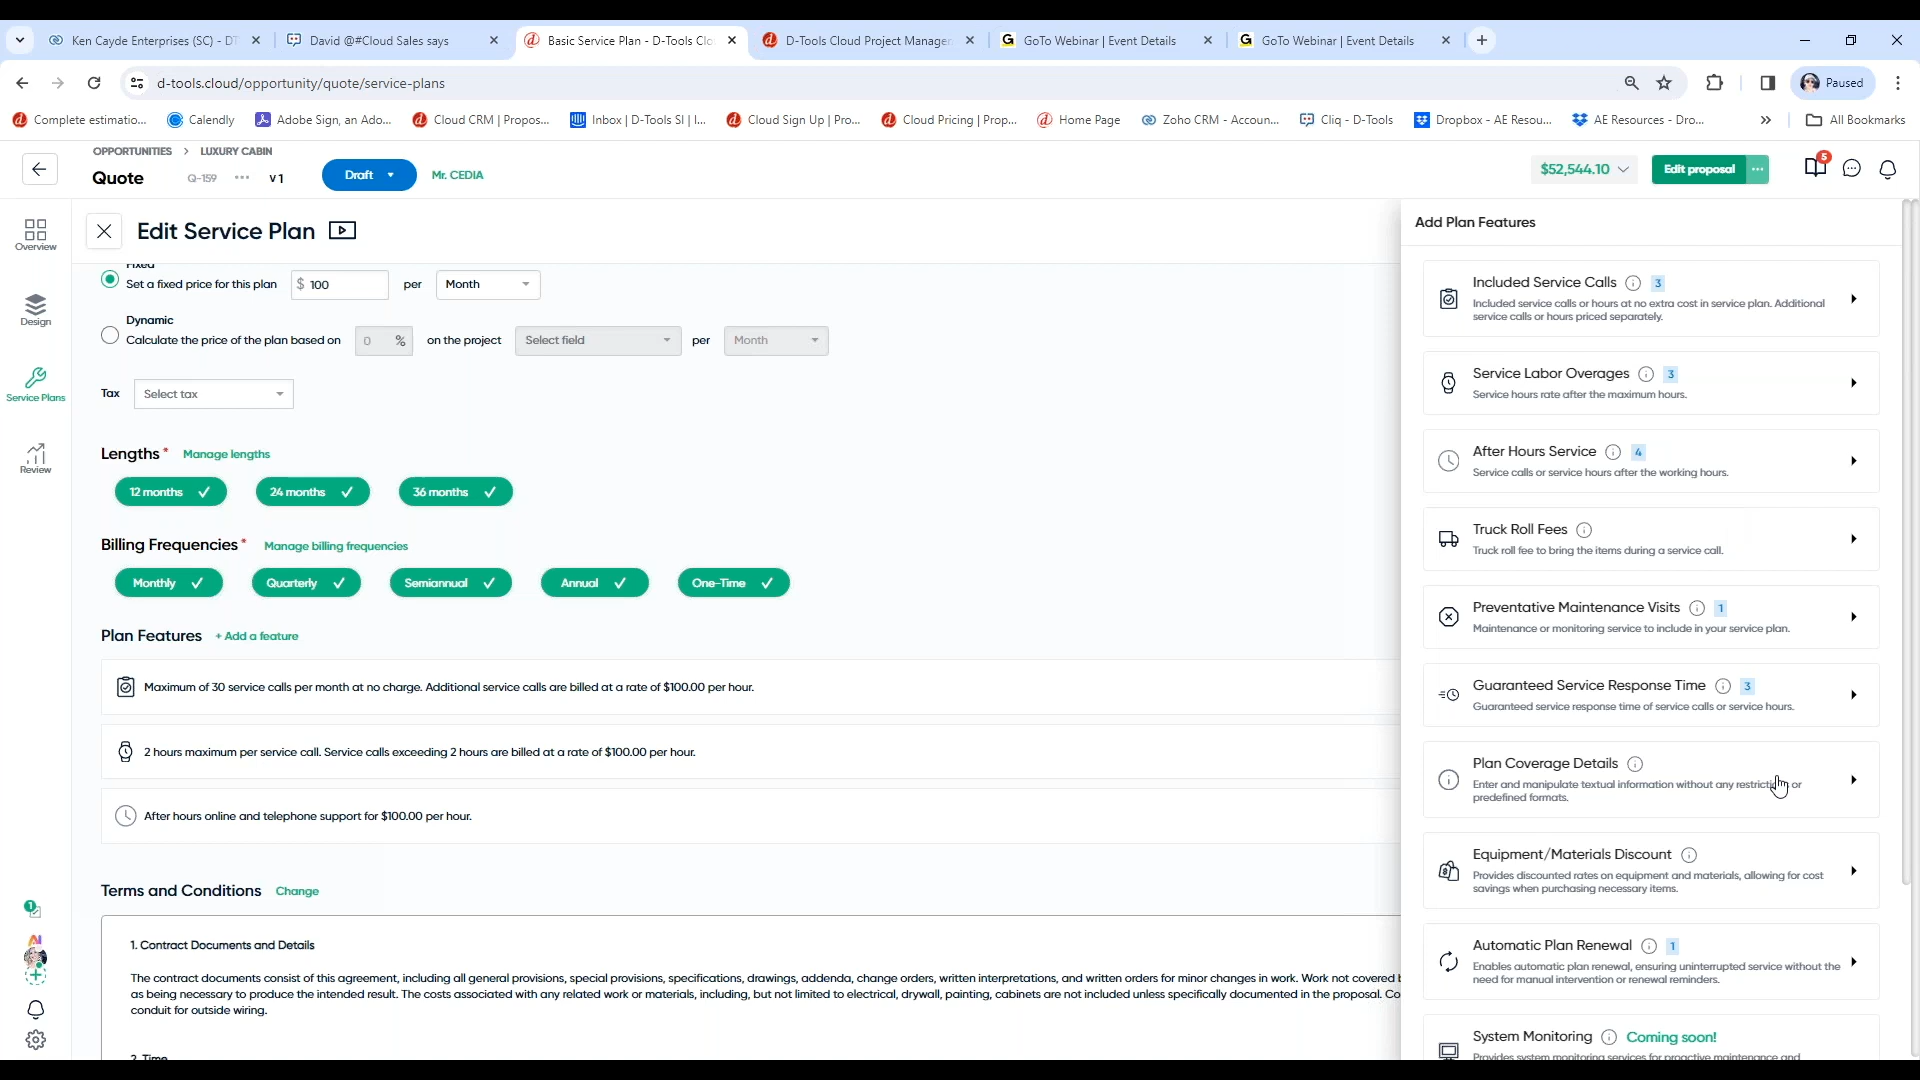 Ken Cayde Enterprises (SC) - DT
David @#Cloud Sales says
Basic Service Plan - D-Tools Clo
D-Tools Cloud Project Managem
GoTo Webinar | Event Details
GoTo Webinar | Event Details
d-tools.cloud/opportunity/quote/service-plans
Paused
Complete estimatio...
Calendly
Adobe Sign, an Ado...
Cloud CRM | Propos...
Inbox | D-Tools SI | I...
Cloud Sign Up | Pro...
Cloud Pricing | Prop...
Home Page
Zoho CRM - Accoun...
Cliq - D-Tools
Dropbox - AE Resou...
AE Resources - Dro...
All Bookmarks
OPPORTUNITIES > LUXURY CABIN
Quote
Q-159
v 1
Draft
Mr. CEDIA
$52,544.10
Edit proposal
5
Overview
Design
Service Plans
Review
1
AI
Edit Service Plan
Fixed
Set a fixed price for this plan $ 100 per Month
Dynamic
Calculate the price of the plan based on 0 % on the project Select field per Month
Tax Select tax
Lengths * Manage lengths
12 months 24 months 36 months
Billing Frequencies * Manage billing frequencies
Monthly Quarterly Semiannual Annual One-Time
Plan Features + Add a feature
Maximum of 30 service calls per month at no charge. Additional service calls are billed at a rate of $100.00 per hour.
2 hours maximum per service call. Service calls exceeding 2 hours are billed at a rate of $100.00 per hour.
After hours online and telephone support for $100.00 per hour.
Terms and Conditions Change
1. Contract Documents and Details
The contract documents consist of this agreement, including all general provisions, special provisions, specifications, drawings, addenda, change orders, written interpretations, and written orders for minor changes in work. Work not covered b
as being necessary to produce the intended result. The costs associated with any related work or materials, including, but not limited to electrical, drywall, painting, cabinets are not included unless specifically documented in the proposal. Co
conduit for outside wiring.
2. Time
Add Plan Features
Included Service Calls 3
Included service calls or hours at no extra cost in service plan. Additional
service calls or hours priced separately.
Service Labor Overages 3
Service hours rate after the maximum hours.
After Hours Service 4
Service calls or service hours after the working hours.
Truck Roll Fees
Truck roll fee to bring the items during a service call.
Preventative Maintenance Visits 1
Maintenance or monitoring service to include in your service plan.
Guaranteed Service Response Time 3
Guaranteed service response time of service calls or service hours.
Plan Coverage Details
Enter and manipulate textual information without any restrictions or
predefined formats.
Equipment/Materials Discount
Provides discounted rates on equipment and materials, allowing for cost
savings when purchasing necessary items.
Automatic Plan Renewal 1
Enables automatic plan renewal, ensuring uninterrupted service without the
need for manual intervention or renewal reminders.
System Monitoring Coming soon!
Provides system monitoring services for proactive maintenance and